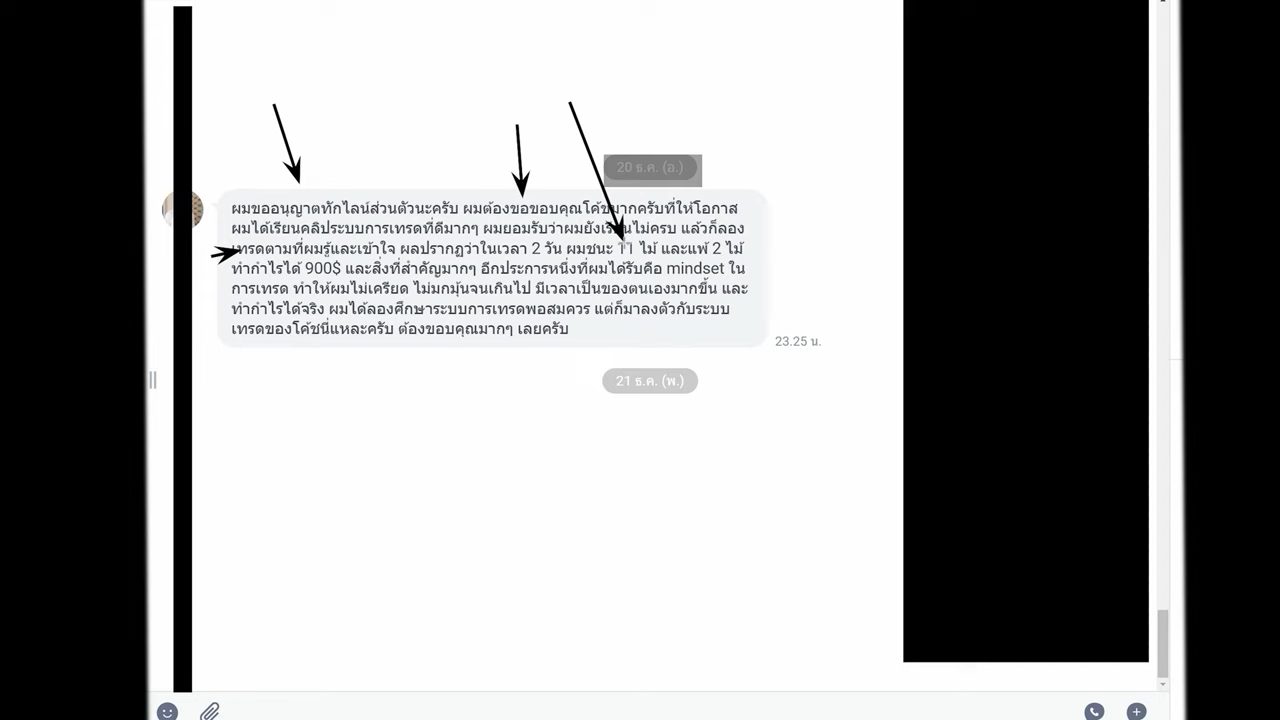 20 ธ.ค. (อ.)
ผมขออนุญาตทักไลน์ส่วนตัวนะครับ ผมต้องขอขอบคุณโค้ชมากครับที่ให้โอกาส
ผมได้เรียนคลิประบบการเทรดที่ดีมากๆ ผมยอมรับว่าผมยังเรียนไม่ครบ แล้วก็ลอง
เทรดตามที่ผมรู้และเข้าใจ ผลปรากฏว่าในเวลา 2 วัน ผมชนะ 11 ไม้ และแพ้ 2 ไม้
ทำกำไรได้ 900$ และสิ่งที่สำคัญมากๆ อีกประการหนึ่งที่ผมได้รับคือ mindset ใน
การเทรด ทำให้ผมไม่เครียด ไม่มกมุ้นจนเกินไป มีเวลาเป็นของตนเองมากขึ้น และ
ทำกำไรได้จริง ผมได้ลองศึกษาระบบการเทรดพอสมควร แต่ก็มาลงตัวกับระบบ
เทรดของโค้ชนี่แหละครับ ต้องขอบคุณมากๆ เลยครับ
23.25 น.
21 ธ.ค. (พ.)